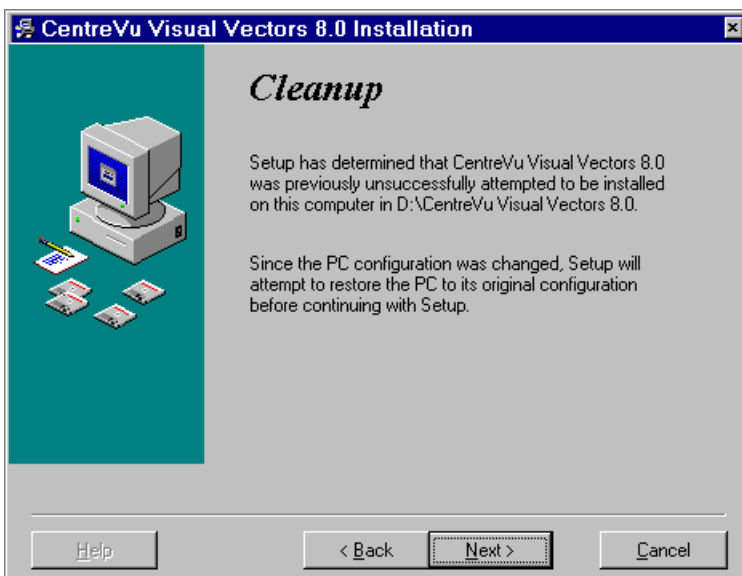 CentreVu Visual Vectors 8.0 Installation
Cleanup
Setup has determined that CentreVu Visual Vectors 8.0
was previously unsuccessfully attempted to be installed
on this computer in D:\CentreVu Visual Vectors 8.0.
Since the PC configuration was changed, Setup will
attempt to restore the PC to its original configuration
before continuing with Setup.
Help < Back Next > Cancel